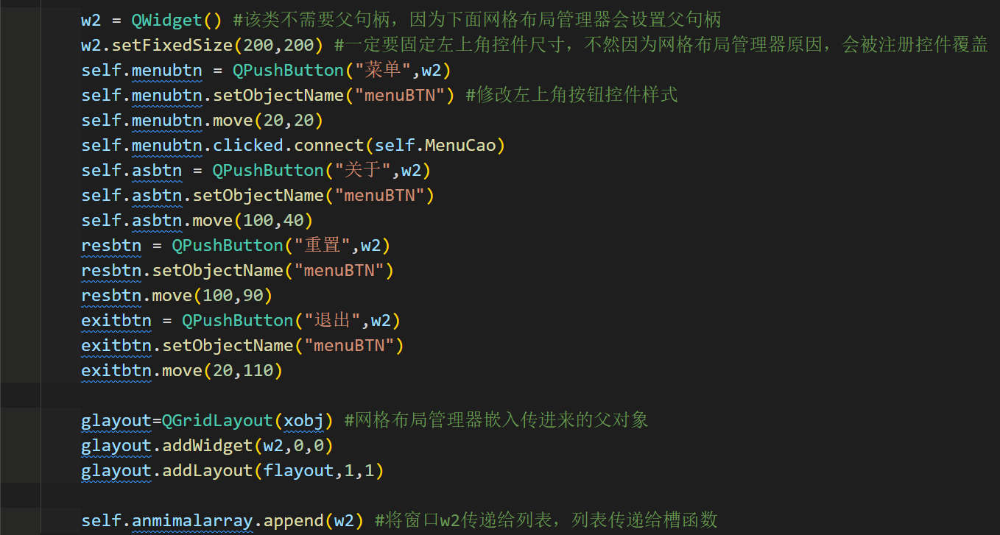 w2 = QWidget() #该类不需要父句柄，因为下面网格布局管理器会设置父句柄
w2.setFixedSize(200,200) #一定要固定左上角控件尺寸，不然因为网格布局管理器原因，会被注册控件覆盖
self.menubtn = QPushButton("菜单",w2)
self.menubtn.setObjectName("menuBTN") #修改左上角按钮控件样式
self.menubtn.move(20,20)
self.menubtn.clicked.connect(self.MenuCao)
self.asbtn = QPushButton("关于",w2)
self.asbtn.setObjectName("menuBTN")
self.asbtn.move(100,40)
resbtn = QPushButton("重置",w2)
resbtn.setObjectName("menuBTN")
resbtn.move(100,90)
exitbtn = QPushButton("退出",w2)
exitbtn.setObjectName("menuBTN")
exitbtn.move(20,110)
glayout=QGridLayout(xobj) #网格布局管理器嵌入传进来的父对象
glayout.addWidget(w2,0,0)
glayout.addLayout(flayout,1,1)
self.anmimalarray.append(w2) #将窗口w2传递给列表，列表传递给槽函数